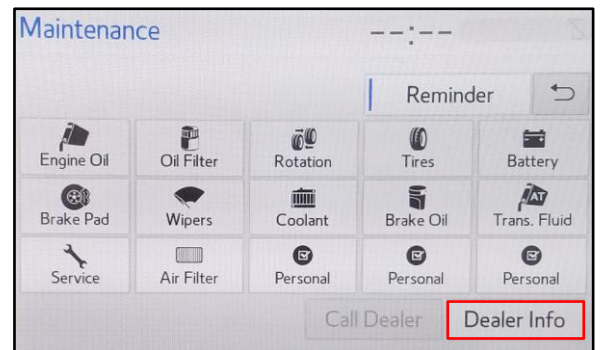 Maintenance --:--
Reminder
Engine Oil Oil Filter Rotation Tires Battery
Brake Pad Wipers Coolant Brake Oil Trans. Fluid
Service Air Filter Personal Personal Personal
Call Dealer Dealer Info